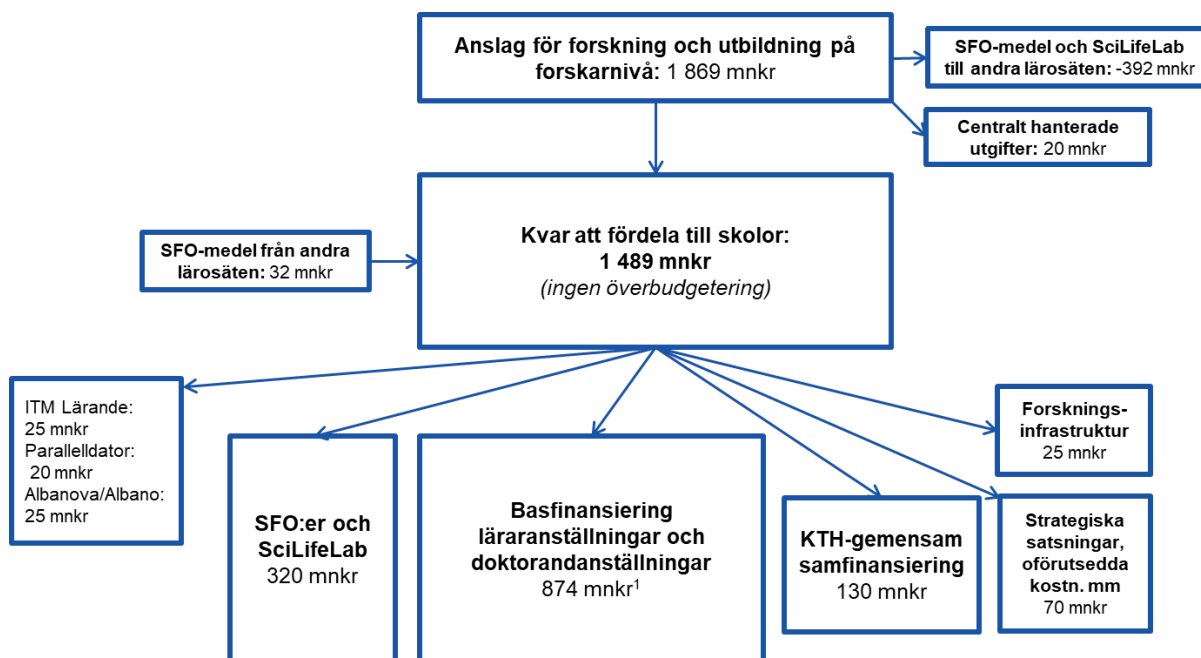 Anslag för forskning och utbildning på
forskarnivå: 1 869 mnkr
SFO-medel och SciLifeLab
till andra lärosäten: -392 mnkr
Centralt hanterade
utgifter: 20 mnkr
Kvar att fördela till skolor:
1 489 mnkr
(ingen överbudgetering)
SFO-medel från andra
lärosäten: 32 mnkr
ITM Lärande:
25 mnkr
Parallelldator:
20 mnkr
Albanova/Albano:
25 mnkr
SFO:er och
SciLifeLab
320 mnkr
Basfinansiering
läraranställningar och
doktorandanställningar
874 mnkr¹
KTH-gemensam
samfinansiering
130 mnkr
Forsknings-
infrastruktur
25 mnkr
Strategiska
satsningar,
oförutsedda
kostn. mm
70 mnkr